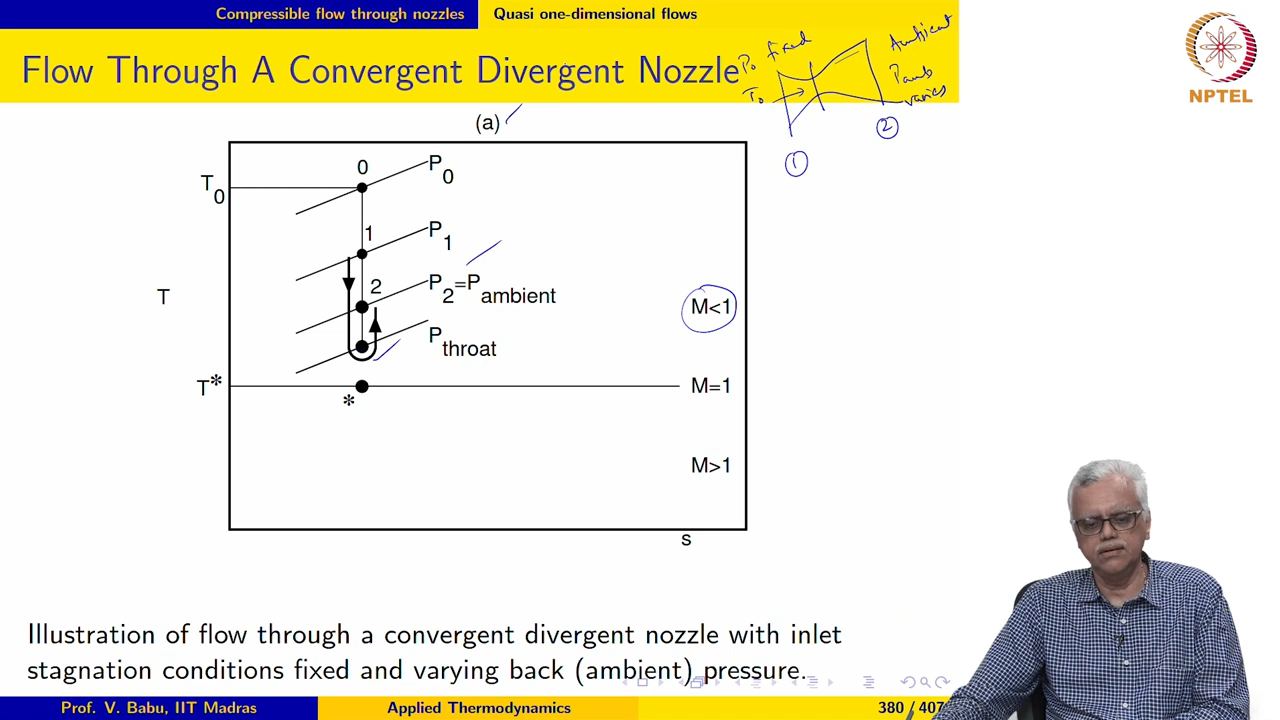 Compressible flow through nozzles Quasi one-dimensional flows
Flow Through A Convergent Divergent Nozzle
P0 fixed
T0
Ambient
Pamb
varies
1
2
NPTEL
(a)
0
P0
T0
1
P1
2
P2=Pambient
M<1
T
Pthroat
T*
M=1
*
M>1
s
Illustration of flow through a convergent divergent nozzle with inlet
stagnation conditions fixed and varying back (ambient) pressure.
Prof. V. Babu, IIT Madras Applied Thermodynamics 380 / 407